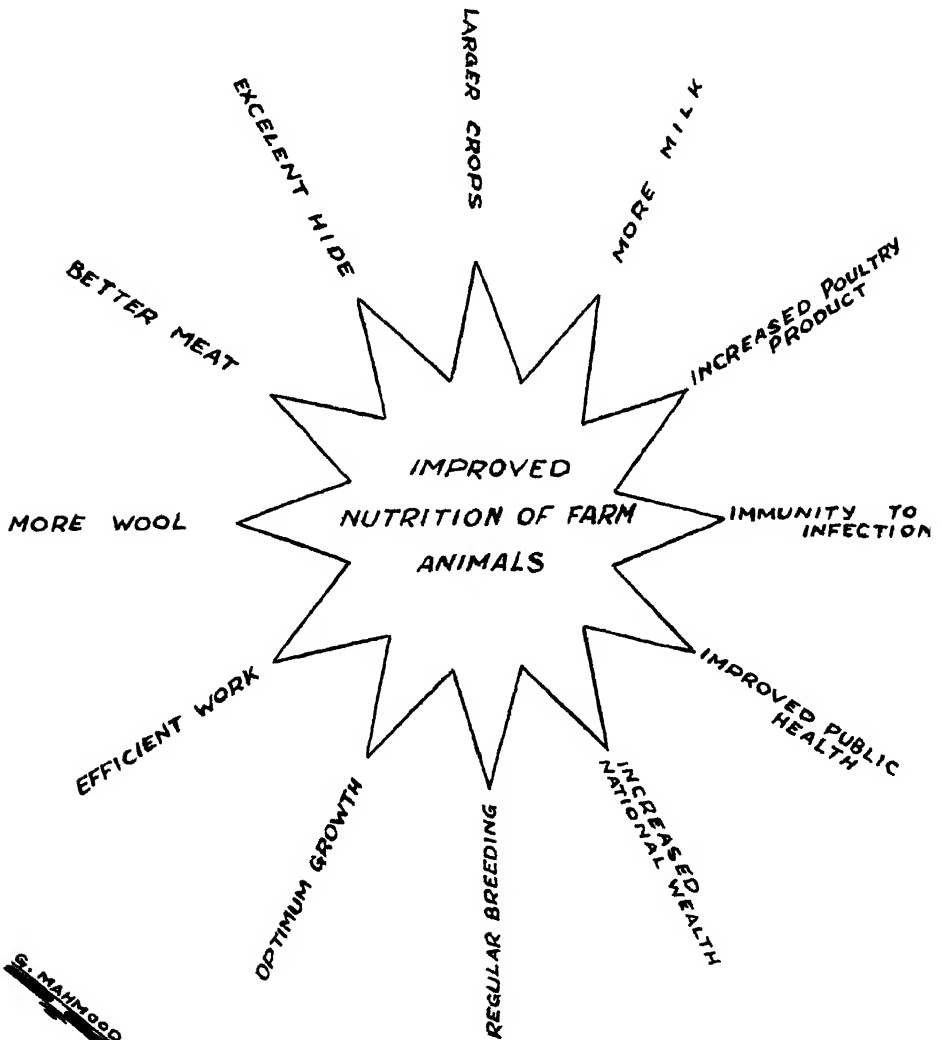 LARGER CROPS
MORE MILK
INCREASED POULTRY
PRODUCT
IMMUNITY TO
INFECTION
IMPROVED PUBLIC
HEALTH
INCREASED
NATIONAL WEALTH
REGULAR BREEDING
OPTIMUM GROWTH
EFFICIENT WORK
MORE WOOL
BETTER MEAT
EXCELENT HIDE
IMPROVED
NUTRITION OF FARM
ANIMALS
G. MAHMOOD